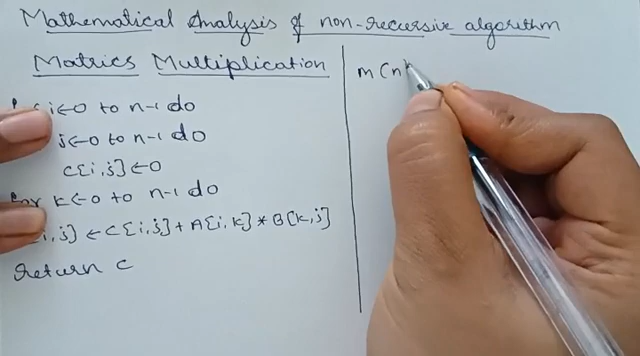 Mathematical Analysis of non-recursive algorithm
Matrics Multiplication
i←0 to n-1 do
j←0 to n-1 do
C[i,j]←0
for k←0 to n-1 do
[i,j] ← C[i,j] + A[i,k] * B[k,j]
return C
m(n)